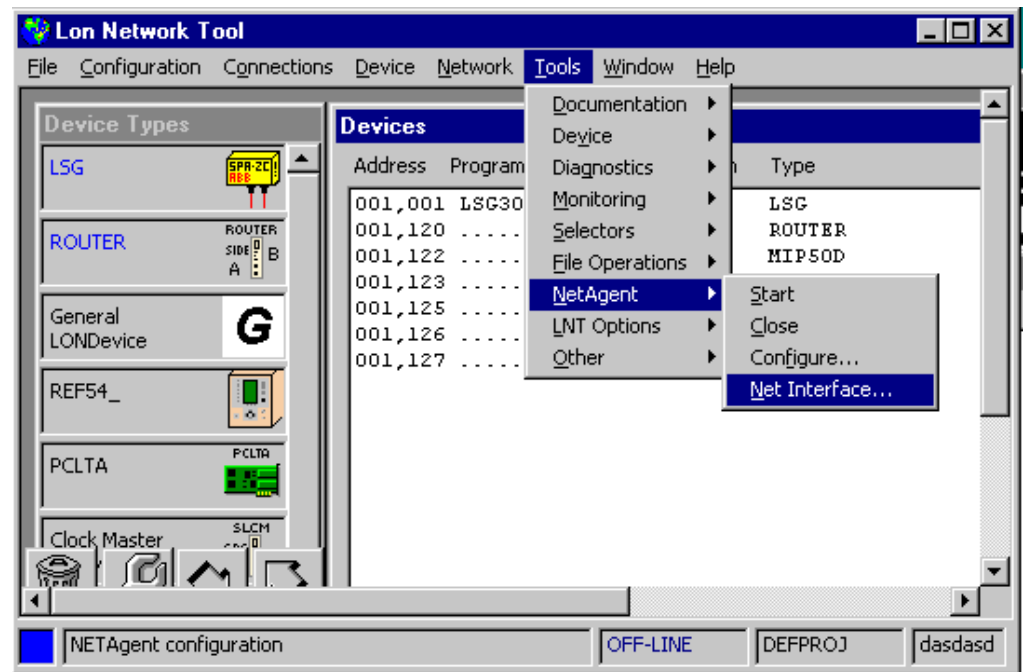 Lon Network Tool
File Configuration Connections Device Network Tools Window Help
Device Types
LSG
SPA-ZC
ABB
ROUTER
ROUTER
SIDE B
A
General
LONDevice
G
REF54_
PCLTA
PCLTA
Clock Master
SLCM
Devices
Address Program Type
001,001 LSG30 LSG
001,120 ..... ROUTER
001,122 ..... MIP50D
001,123 .....
001,125 .....
001,126 .....
001,127 .....
Documentation
Device
Diagnostics
Monitoring
Selectors
File Operations
NetAgent
LNT Options
Other
Start
Close
Configure...
Net Interface...
NETAgent configuration OFF-LINE DEFPROJ dasdasd